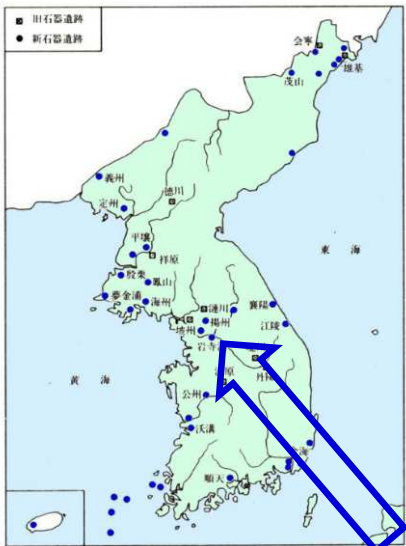 旧石器遺跡
新石器遺跡
会寧
雄基
茂山
義州
徳川
定州
平壌
祥原
殷栗
鳳山
夢金浦
海州
東海
漣川
襄陽
楊州
江陵
坡州
岩寺
黄海
丹陽
公州
沃溝
順天